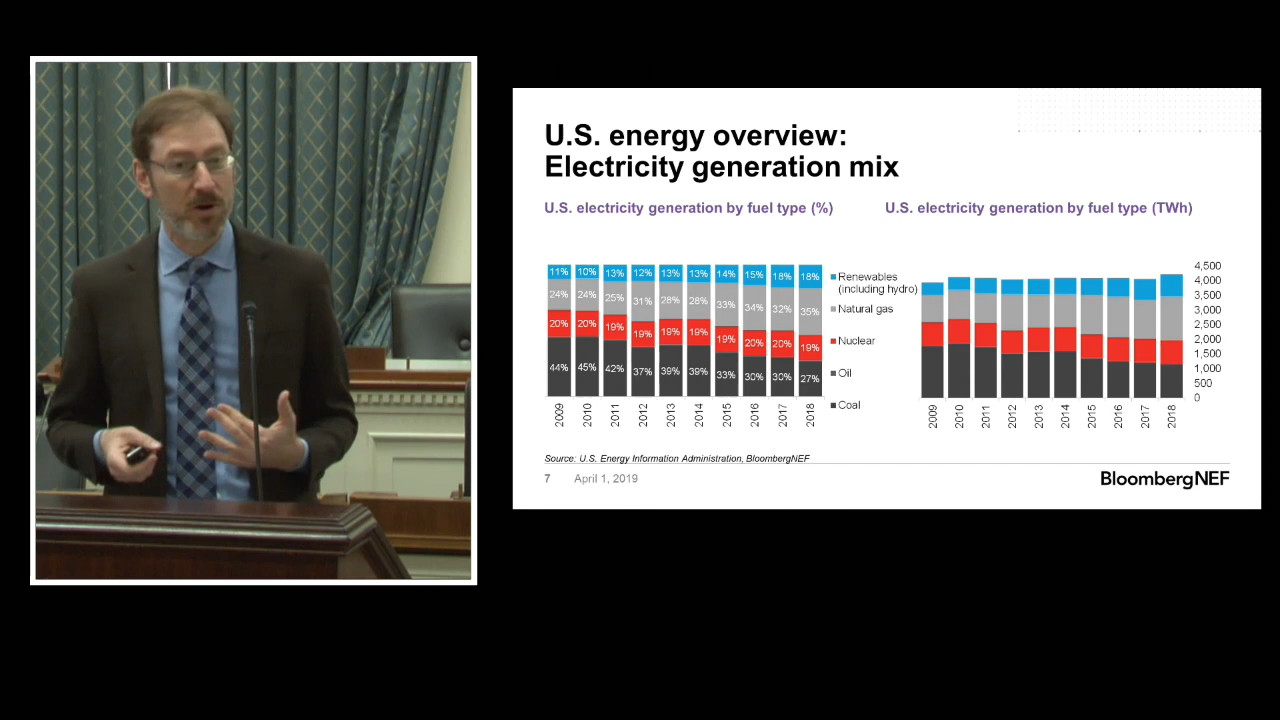 U.S. energy overview:
Electricity generation mix
U.S. electricity generation by fuel type (%)
U.S. electricity generation by fuel type (TWh)
11% 10% 13% 12% 13% 13% 14% 15% 18% 18%
24% 24% 25% 31% 28% 28% 33% 34% 32% 35%
20% 20% 19% 19% 19% 19% 19% 20% 20% 19%
44% 45% 42% 37% 39% 39% 33% 30% 30% 27%
2009 2010 2011 2012 2013 2014 2015 2016 2017 2018
Renewables
(including hydro)
Natural gas
Nuclear
Oil
Coal
4,500
4,000
3,500
3,000
2,500
2,000
1,500
1,000
500
0
2009 2010 2011 2012 2013 2014 2015 2016 2017 2018
Source: U.S. Energy Information Administration, BloombergNEF
7 April 1, 2019
BloombergNEF